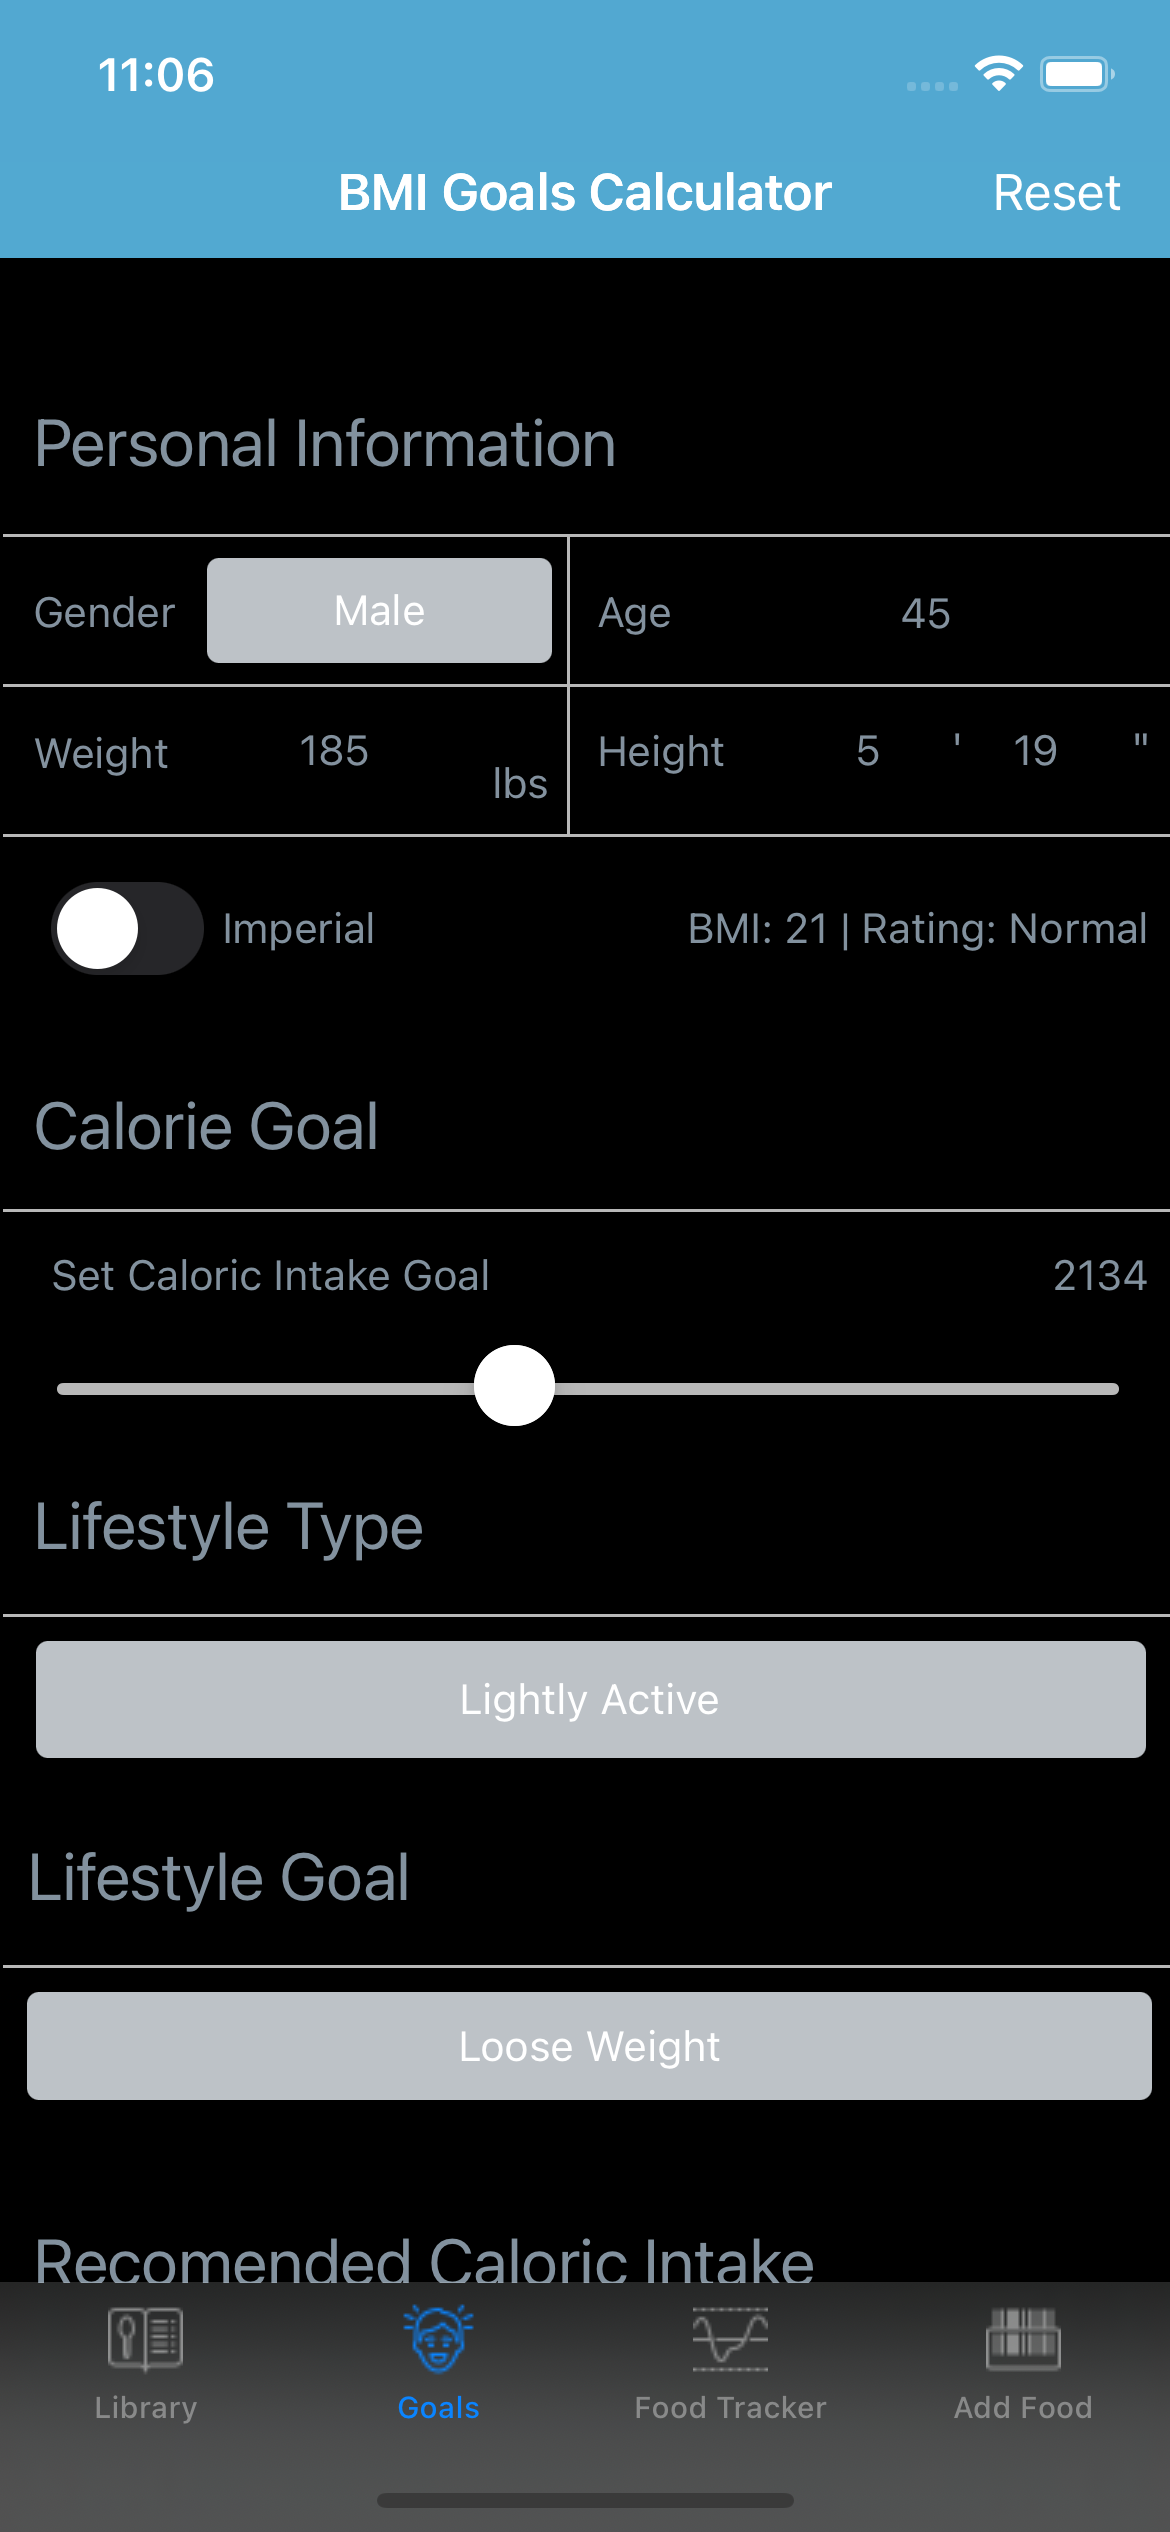 11:06
BMI Goals Calculator
Reset
Personal Information
Gender Male Age 45
Weight 185 lbs Height 5 ' 19 "
Imperial BMI: 21 | Rating: Normal
Calorie Goal
Set Caloric Intake Goal 2134
Lifestyle Type
Lightly Active
Lifestyle Goal
Loose Weight
Recomended Caloric Intake
Library Goals Food Tracker Add Food